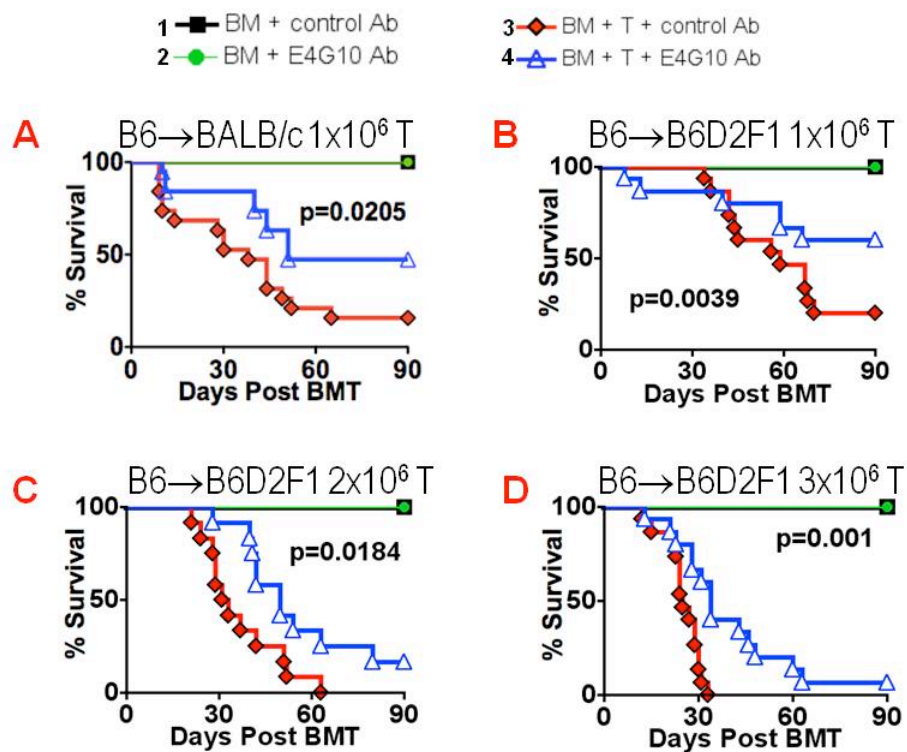 1 BM + control Ab
2 BM + E4G10 Ab
3 BM + T + control Ab
4 BM + T + E4G10 Ab
A
B6→BALB/c 1x10⁶ T
% Survival
100
50
0
p=0.0205
0 30 60 90
Days Post BMT
B
B6→B6D2F1 1x10⁶ T
% Survival
100
50
0
p=0.0039
0 30 60 90
Days Post BMT
C
B6→B6D2F1 2x10⁶ T
% Survival
100
50
0
p=0.0184
0 30 60 90
Days Post BMT
D
B6→B6D2F1 3x10⁶ T
% Survival
100
50
0
p=0.001
0 30 60 90
Days Post BMT